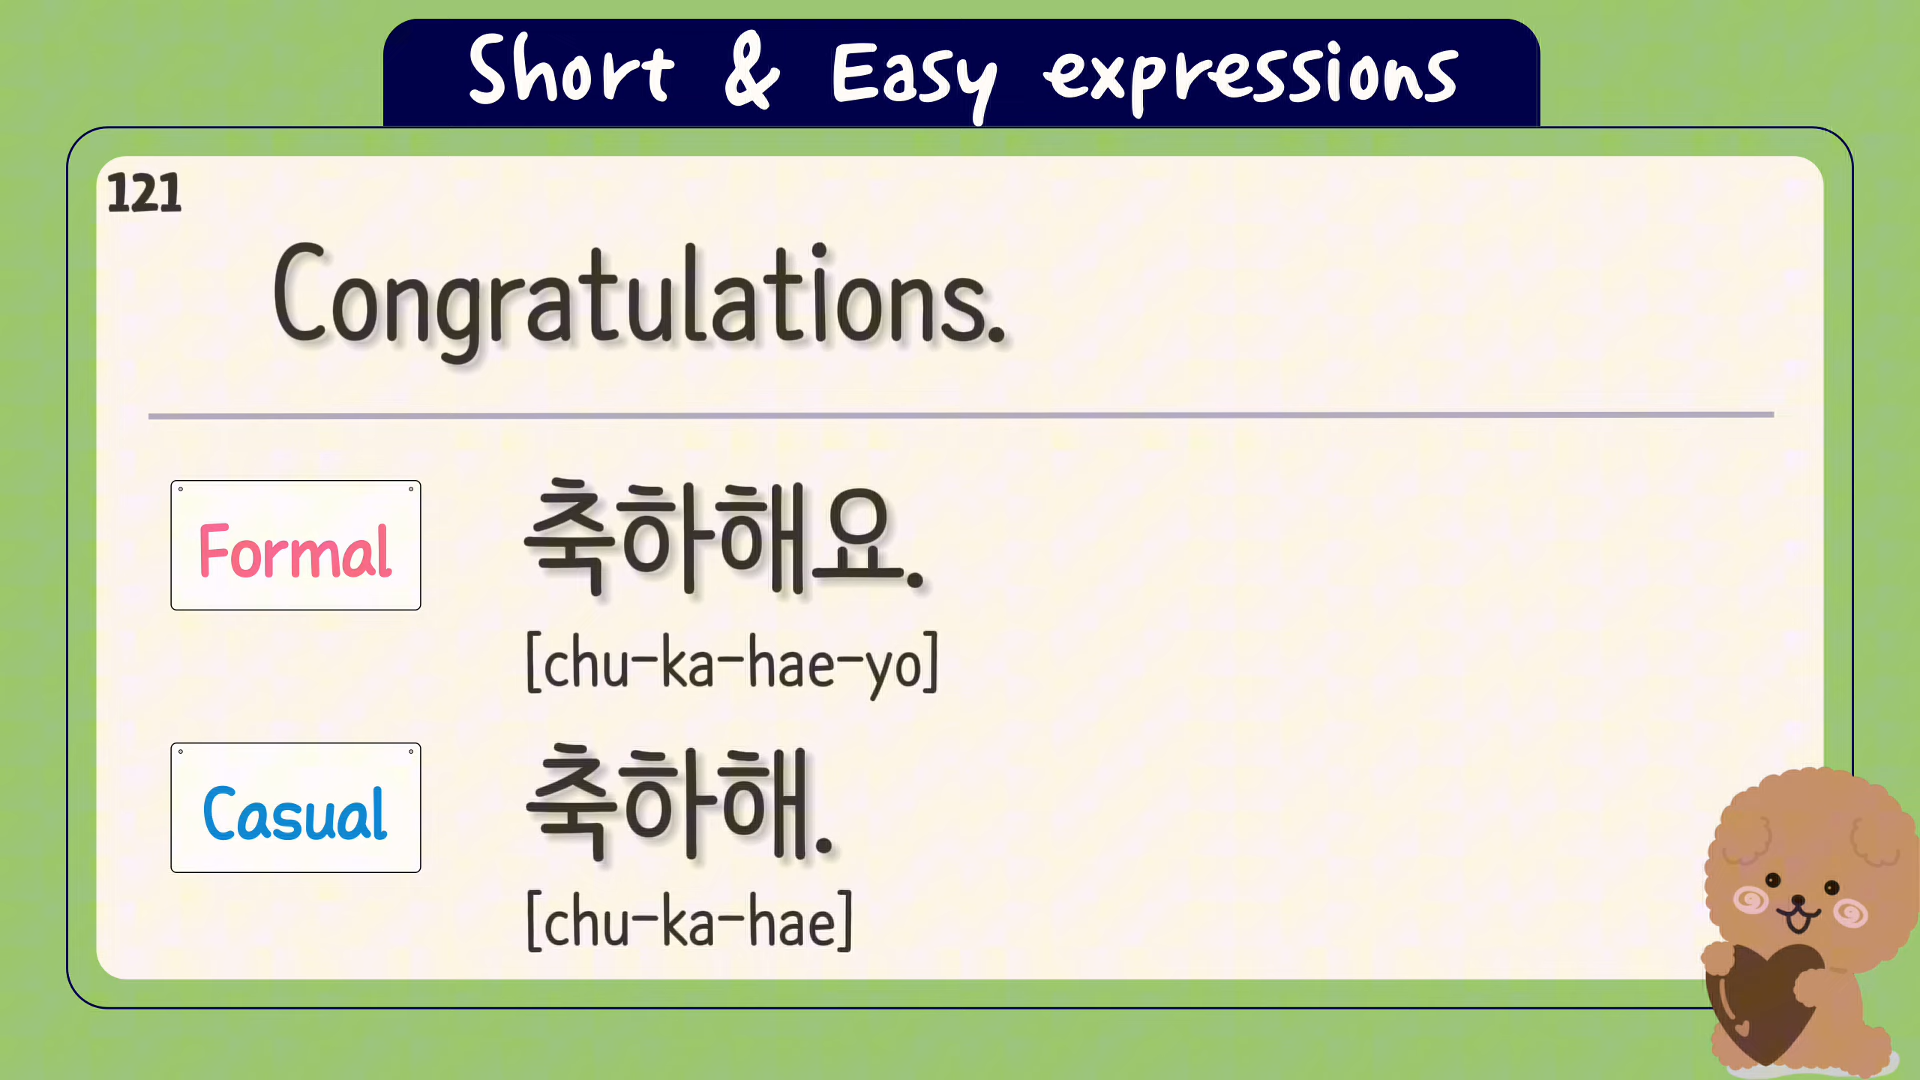 Short & Easy expressions
121
Congratulations.
Formal
축하해요.
[chu-ka-hae-yo]
Casual
축하해.
[chu-ka-hae]